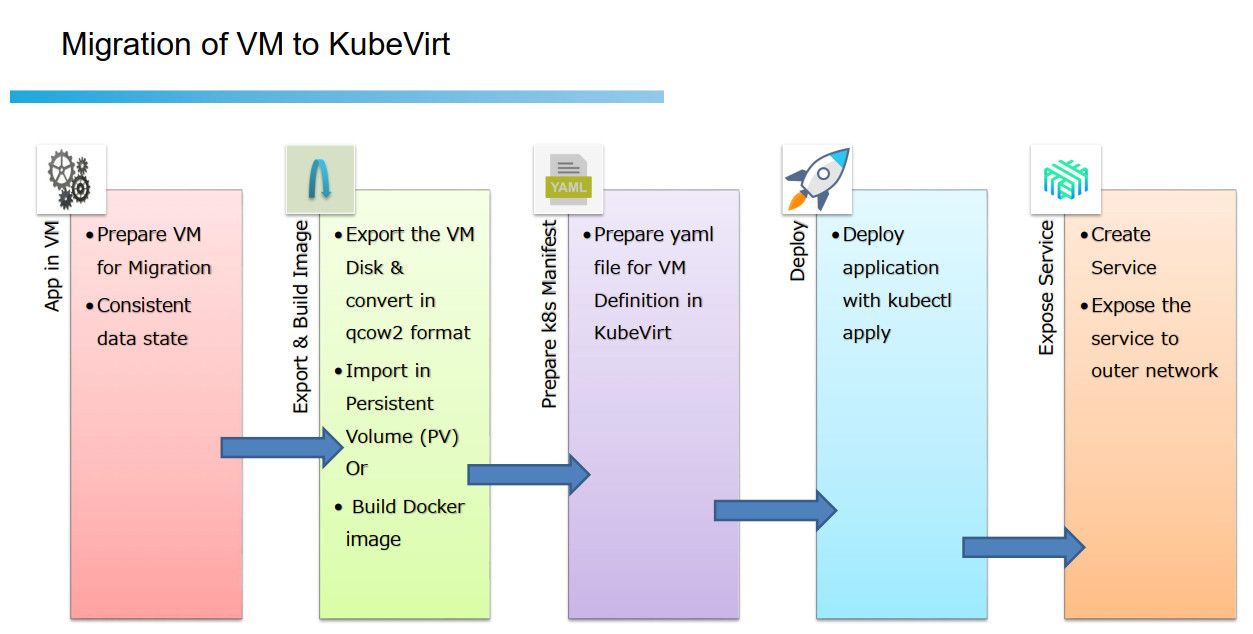 Migration of VM to KubeVirt
App in VM
• Prepare VM
for Migration
• Consistent
data state
Export & Build Image
• Export the VM
Disk &
convert in
qcow2 format
• Import in
Persistent
Volume (PV)
Or
• Build Docker
image
YAML
Prepare k8s Manifest
• Prepare yaml
file for VM
Definition in
KubeVirt
Deploy
• Deploy
application
with kubectl
apply
Expose Service
• Create
Service
• Expose the
service to
outer network